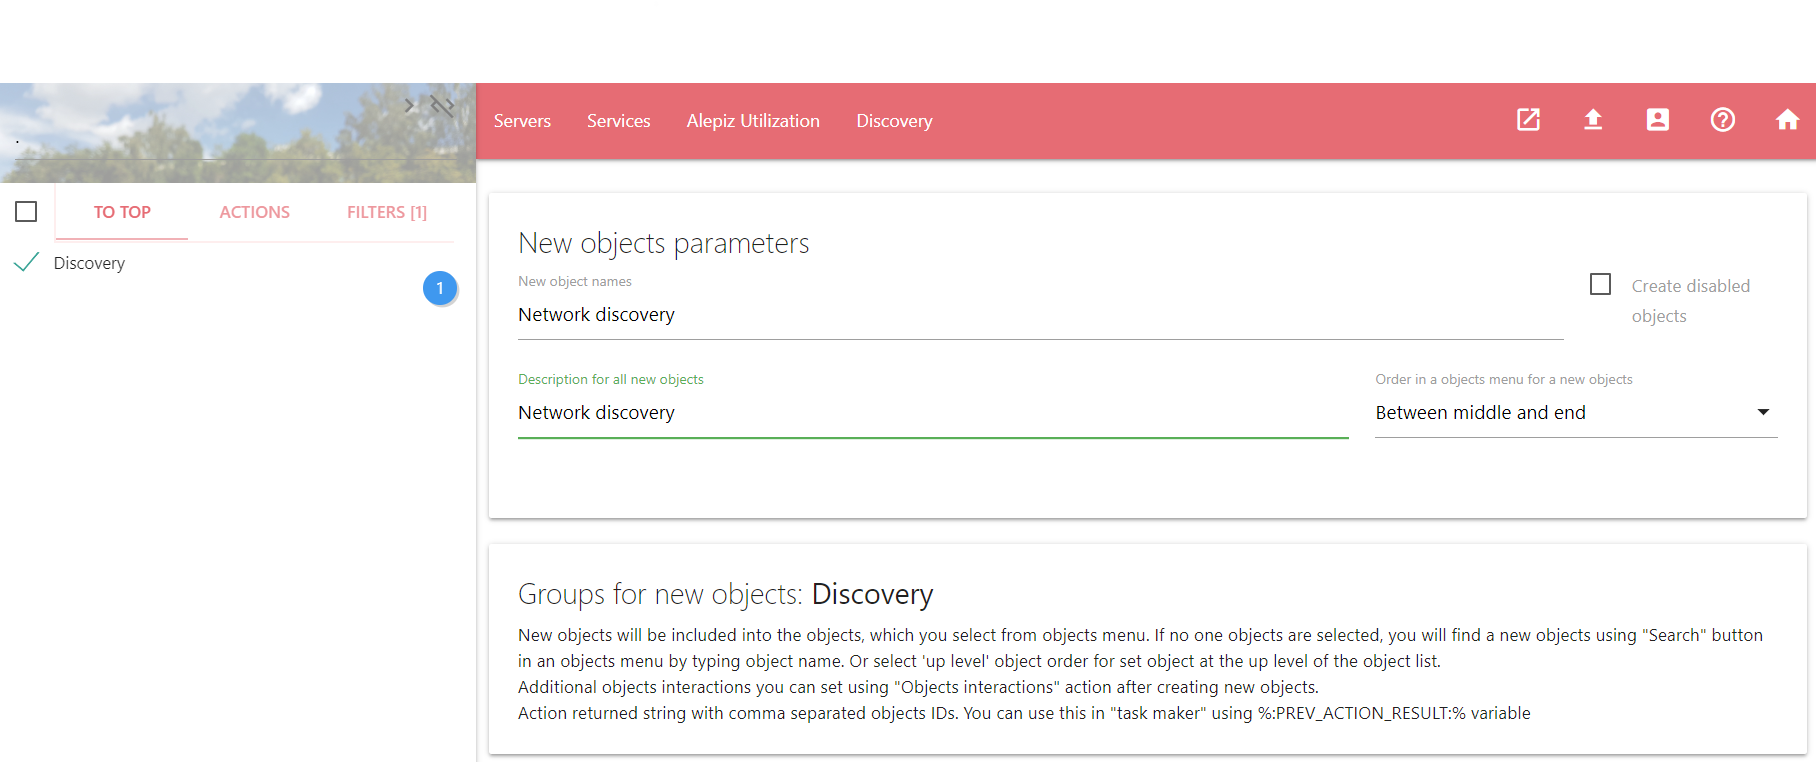 .
TO TOP
ACTIONS
FILTERS [1]
Discovery
1
Servers
Services
Alepiz Utilization
Discovery
New objects parameters
New object names
Network discovery
Create disabled
objects
Description for all new objects
Network discovery
Order in a objects menu for a new objects
Between middle and end
Groups for new objects: Discovery
New objects will be included into the objects, which you select from objects menu. If no one objects are selected, you will find a new objects using "Search" button
in an objects menu by typing object name. Or select 'up level' object order for set object at the up level of the object list.
Additional objects interactions you can set using "Objects interactions" action after creating new objects.
Action returned string with comma separated objects IDs. You can use this in "task maker" using %:PREV_ACTION_RESULT:% variable